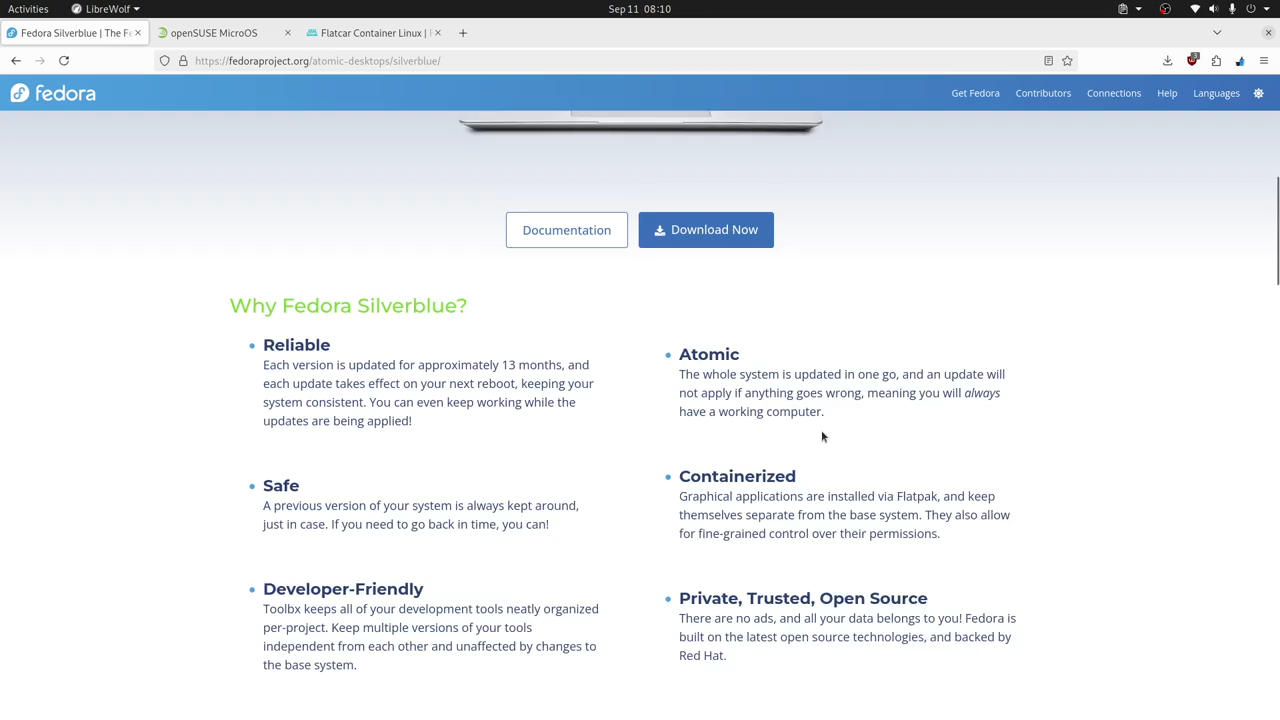 Activities
LibreWolf
Sep 11 08:10
Fedora Silverblue | The Fe
openSUSE MicroOS
Flatcar Container Linux |
https://fedoraproject.org/atomic-desktops/silverblue/
3
fedora
Get Fedora
Contributors
Connections
Help
Languages
Documentation
Download Now
Why Fedora Silverblue?
Reliable
Each version is updated for approximately 13 months, and
each update takes effect on your next reboot, keeping your
system consistent. You can even keep working while the
updates are being applied!
Atomic
The whole system is updated in one go, and an update will
not apply if anything goes wrong, meaning you will always
have a working computer.
Safe
A previous version of your system is always kept around,
just in case. If you need to go back in time, you can!
Containerized
Graphical applications are installed via Flatpak, and keep
themselves separate from the base system. They also allow
for fine-grained control over their permissions.
Developer-Friendly
Toolbx keeps all of your development tools neatly organized
per-project. Keep multiple versions of your tools
independent from each other and unaffected by changes to
the base system.
Private, Trusted, Open Source
There are no ads, and all your data belongs to you! Fedora is
built on the latest open source technologies, and backed by
Red Hat.